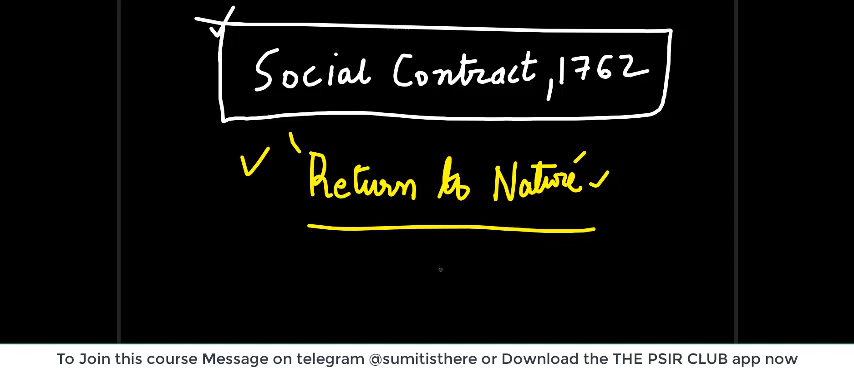 Social Contract, 1762
'Return to Nature'
To Join this course Message on telegram @sumitisthere or Download the THE PSIR CLUB app now